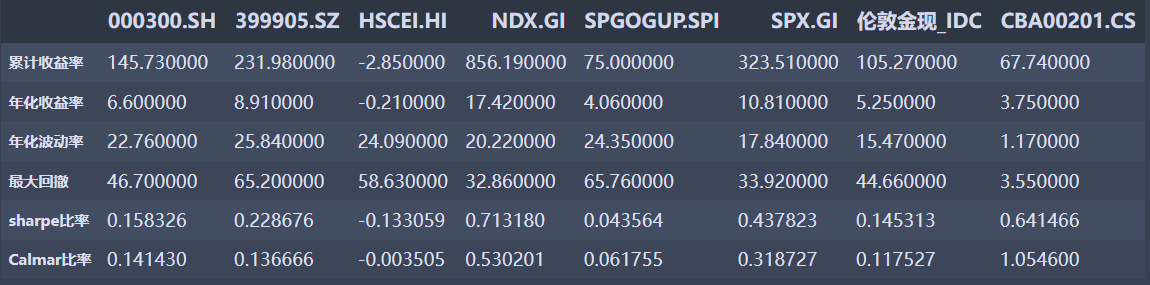 000300.SH 399905.SZ HSCEI.HI NDX.GI SPGOGUP.SPI SPX.GI 伦敦金现_IDC CBA00201.CS
累计收益率 145.730000 231.980000 -2.850000 856.190000 75.000000 323.510000 105.270000 67.740000
年化收益率 6.600000 8.910000 -0.210000 17.420000 4.060000 10.810000 5.250000 3.750000
年化波动率 22.760000 25.840000 24.090000 20.220000 24.350000 17.840000 15.470000 1.170000
最大回撤 46.700000 65.200000 58.630000 32.860000 65.760000 33.920000 44.660000 3.550000
sharpe比率 0.158326 0.228676 -0.133059 0.713180 0.043564 0.437823 0.145313 0.641466
Calmar比率 0.141430 0.136666 -0.003505 0.530201 0.061755 0.318727 0.117527 1.054600